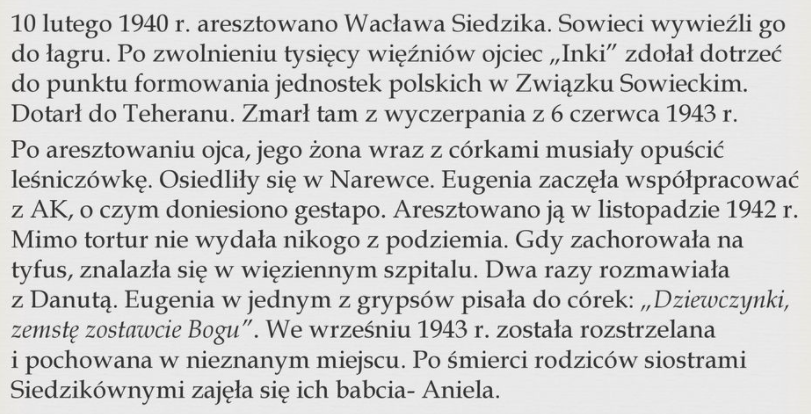 10 lutego 1940 r. aresztowano Wacława Siedzika. Sowieci wywieźli go
do łagru. Po zwolnieniu tysięcy więźniów ojciec „Inki” zdołał dotrzeć
do punktu formowania jednostek polskich w Związku Sowieckim.
Dotarł do Teheranu. Zmarł tam z wyczerpania z 6 czerwca 1943 r.
Po aresztowaniu ojca, jego żona wraz z córkami musiały opuścić
leśniczówkę. Osiedliły się w Narewce. Eugenia zaczęła współpracować
z AK, o czym doniesiono gestapo. Aresztowano ją w listopadzie 1942 r.
Mimo tortur nie wydała nikogo z podziemia. Gdy zachorowała na
tyfus, znalazła się w więziennym szpitalu. Dwa razy rozmawiała
z Danutą. Eugenia w jednym z grypsów pisała do córek: „Dziewczynki,
zemstę zostawcie Bogu”. We wrześniu 1943 r. została rozstrzelana
i pochowana w nieznanym miejscu. Po śmierci rodziców siostrami
Siedzikównymi zajęła się ich babcia- Aniela.